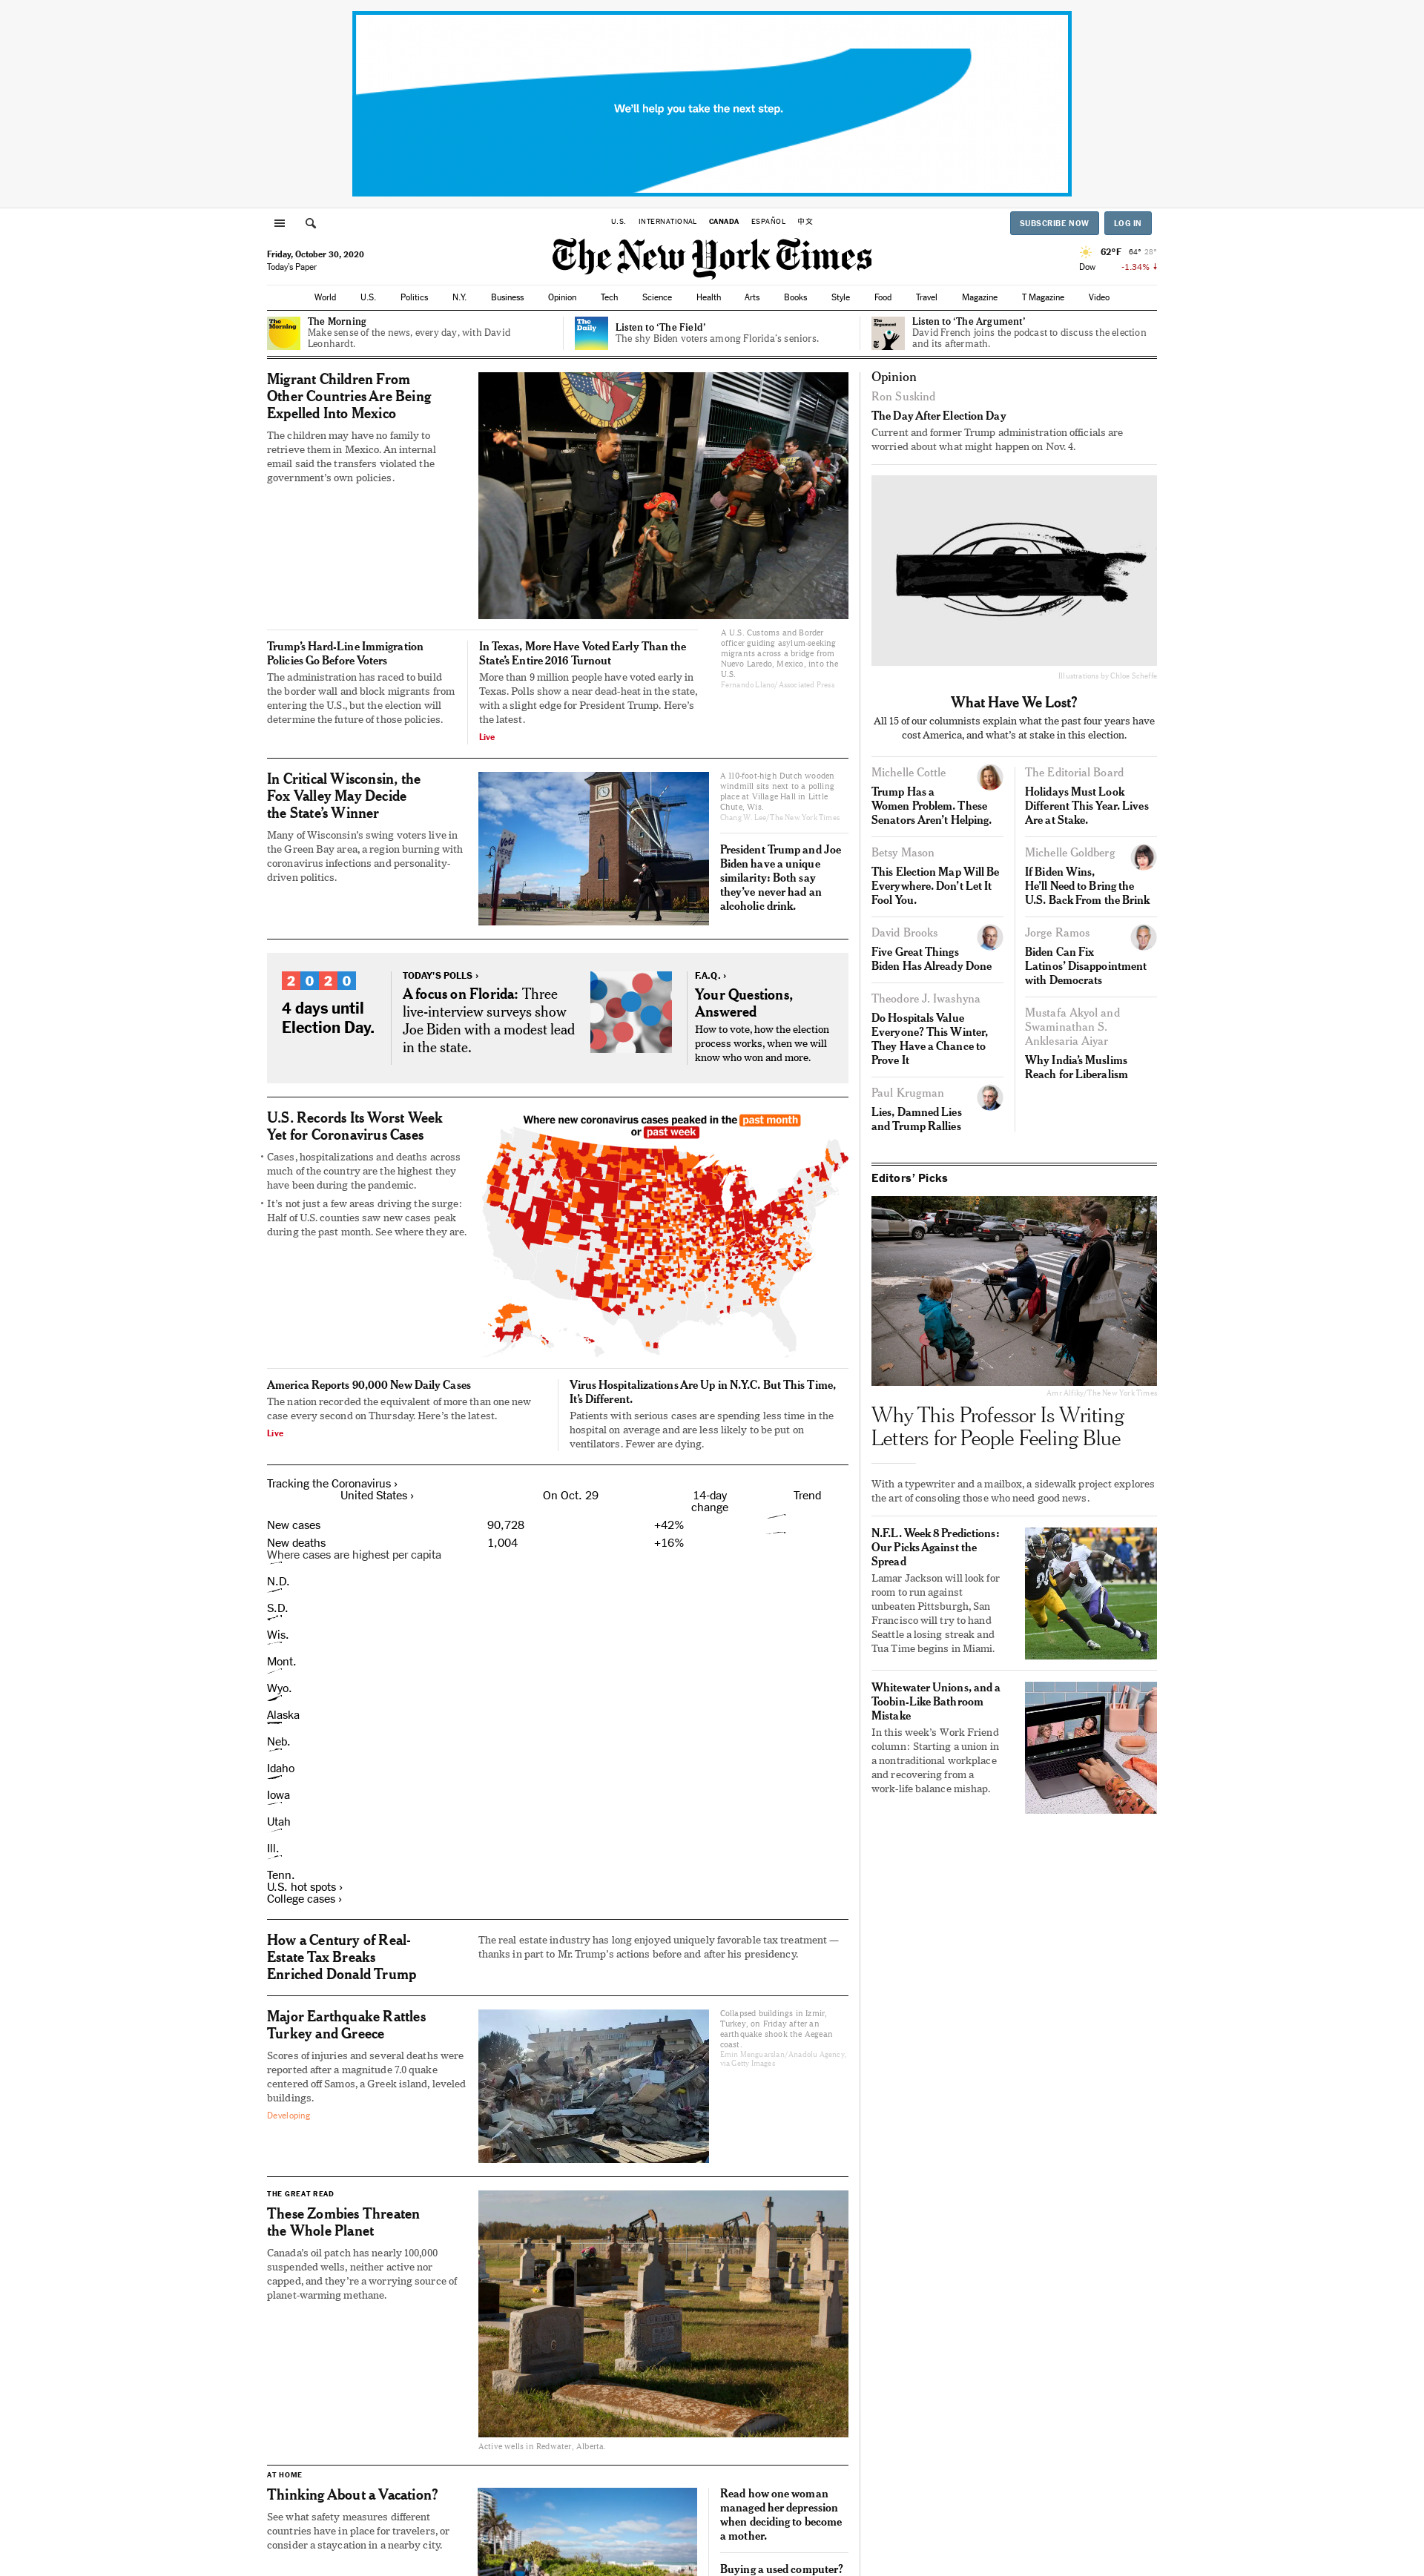 We'll help you take the next step.
U.S. INTERNATIONAL CANADA ESPAÑOL 中文
SUBSCRIBE NOW LOG IN
Friday, October 30, 2020
Today's Paper
The New York Times
62°F 64° 28°
Dow -1.34% ↓
World U.S. Politics N.Y. Business Opinion Tech Science Health Arts Books Style Food Travel Magazine T Magazine Video
The Morning
The Morning
Make sense of the news, every day, with David
Leonhardt.
The Daily
Listen to ‘The Field’
The shy Biden voters among Florida’s seniors.
The Argument
Listen to ‘The Argument’
David French joins the podcast to discuss the election
and its aftermath.
Migrant Children From
Other Countries Are Being
Expelled Into Mexico
The children may have no family to
retrieve them in Mexico. An internal
email said the transfers violated the
government’s own policies.
A U.S. Customs and Border
officer guiding asylum-seeking
migrants across a bridge from
Nuevo Laredo, Mexico, into the
U.S.
Fernando Llano/Associated Press
Trump’s Hard-Line Immigration
Policies Go Before Voters
The administration has raced to build
the border wall and block migrants from
entering the U.S., but the election will
determine the future of those policies.
In Texas, More Have Voted Early Than the
State’s Entire 2016 Turnout
More than 9 million people have voted early in
Texas. Polls show a near dead-heat in the state,
with a slight edge for President Trump. Here’s
the latest.
Live
In Critical Wisconsin, the
Fox Valley May Decide
the State’s Winner
Many of Wisconsin’s swing voters live in
the Green Bay area, a region burning with
coronavirus infections and personality-
driven politics.
VOTE
A 110-foot-high Dutch wooden
windmill sits next to a polling
place at Village Hall in Little
Chute, Wis.
Chang W. Lee/The New York Times
President Trump and Joe
Biden have a unique
similarity: Both say
they’ve never had an
alcoholic drink.
2020
4 days until
Election Day.
TODAY’S POLLS ›
A focus on Florida: Three
live-interview surveys show
Joe Biden with a modest lead
in the state.
F.A.Q. ›
Your Questions,
Answered
How to vote, how the election
process works, when we will
know who won and more.
U.S. Records Its Worst Week
Yet for Coronavirus Cases
• Cases, hospitalizations and deaths across
much of the country are the highest they
have been during the pandemic.
• It’s not just a few areas driving the surge:
Half of U.S. counties saw new cases peak
during the past month. See where they are.
Where new coronavirus cases peaked in the past month
or past week
America Reports 90,000 New Daily Cases
The nation recorded the equivalent of more than one new
case every second on Thursday. Here’s the latest.
Live
Virus Hospitalizations Are Up in N.Y.C. But This Time,
It’s Different.
Patients with serious cases are spending less time in the
hospital on average and are less likely to be put on
ventilators. Fewer are dying.
Tracking the Coronavirus ›
United States › On Oct. 29 14-day
change Trend
New cases 90,728 +42%
New deaths 1,004 +16%
Where cases are highest per capita
N.D.
S.D.
Wis.
Mont.
Wyo.
Alaska
Neb.
Idaho
Iowa
Utah
Ill.
Tenn.
U.S. hot spots ›
College cases ›
How a Century of Real-
Estate Tax Breaks
Enriched Donald Trump
The real estate industry has long enjoyed uniquely favorable tax treatment —
thanks in part to Mr. Trump’s actions before and after his presidency.
Major Earthquake Rattles
Turkey and Greece
Scores of injuries and several deaths were
reported after a magnitude 7.0 quake
centered off Samos, a Greek island, leveled
buildings.
Developing
Collapsed buildings in Izmir,
Turkey, on Friday after an
earthquake shook the Aegean
coast.
Emin Menguarslan/Anadolu Agency,
via Getty Images
THE GREAT READ
These Zombies Threaten
the Whole Planet
Canada’s oil patch has nearly 100,000
suspended wells, neither active nor
capped, and they’re a worrying source of
planet-warming methane.
Active wells in Redwater, Alberta.
AT HOME
Thinking About a Vacation?
See what safety measures different
countries have in place for travelers, or
consider a staycation in a nearby city.
Read how one woman
managed her depression
when deciding to become
a mother.
Buying a used computer?
Opinion
Ron Suskind
The Day After Election Day
Current and former Trump administration officials are
worried about what might happen on Nov. 4.
Illustrations by Chloe Scheffe
What Have We Lost?
All 15 of our columnists explain what the past four years have
cost America, and what’s at stake in this election.
Michelle Cottle
Trump Has a
Women Problem. These
Senators Aren’t Helping.
Betsy Mason
This Election Map Will Be
Everywhere. Don’t Let It
Fool You.
David Brooks
Five Great Things
Biden Has Already Done
Theodore J. Iwashyna
Do Hospitals Value
Everyone? This Winter,
They Have a Chance to
Prove It
Paul Krugman
Lies, Damned Lies
and Trump Rallies
The Editorial Board
Holidays Must Look
Different This Year. Lives
Are at Stake.
Michelle Goldberg
If Biden Wins,
He’ll Need to Bring the
U.S. Back From the Brink
Jorge Ramos
Biden Can Fix
Latinos’ Disappointment
with Democrats
Mustafa Akyol and
Swaminathan S.
Anklesaria Aiyar
Why India’s Muslims
Reach for Liberalism
Editors’ Picks
Amr Alfiky/The New York Times
Why This Professor Is Writing
Letters for People Feeling Blue
With a typewriter and a mailbox, a sidewalk project explores
the art of consoling those who need good news.
N.F.L. Week 8 Predictions:
Our Picks Against the
Spread
Lamar Jackson will look for
room to run against
unbeaten Pittsburgh, San
Francisco will try to hand
Seattle a losing streak and
Tua Time begins in Miami.
Whitewater Unions, and a
Toobin-Like Bathroom
Mistake
In this week’s Work Friend
column: Starting a union in
a nontraditional workplace
and recovering from a
work-life balance mishap.